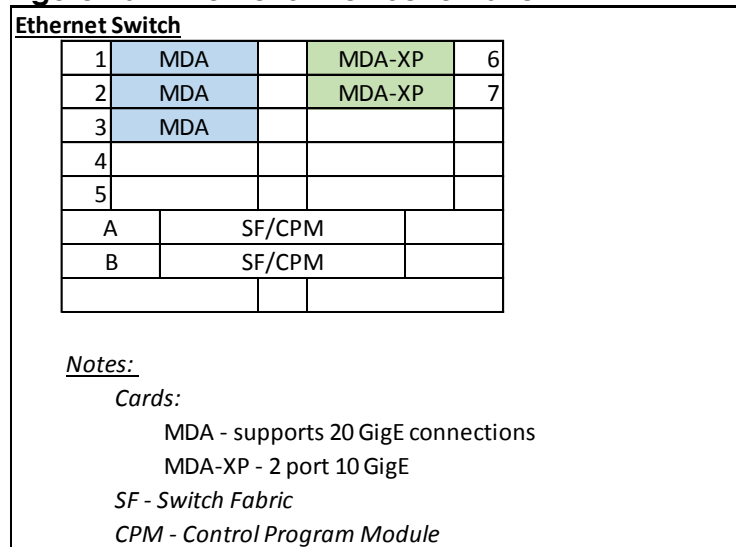 Ethernet Switch
1 MDA MDA-XP 6
2 MDA MDA-XP 7
3 MDA
4
5
A SF/CPM
B SF/CPM
Notes:
Cards:
MDA - supports 20 GigE connections
MDA-XP - 2 port 10 GigE
SF - Switch Fabric
CPM - Control Program Module